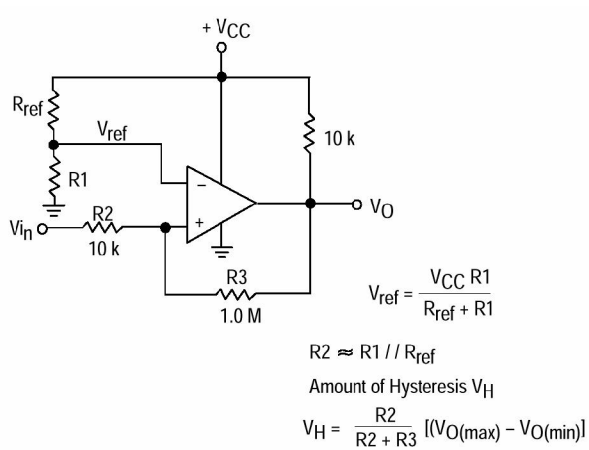 + VCC
Rref
Vref
10 k
R1
–
+
Vin
R2
10 k
VO
R3
1.0 M
Vref = VCC R1 / Rref + R1
R2 ≈ R1 // Rref
Amount of Hysteresis VH
VH = R2 / R2 + R3 [(VO(max) – VO(min)]